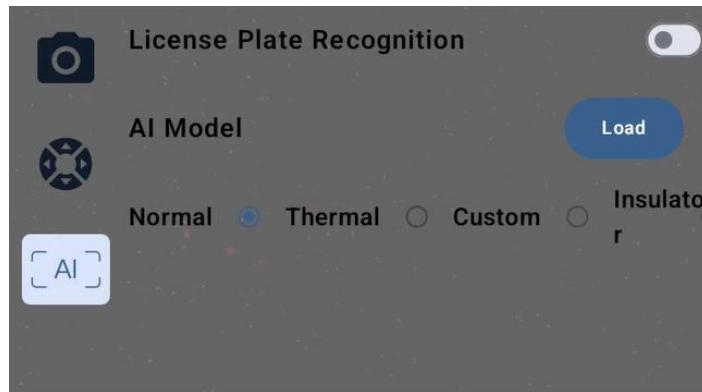 License Plate Recognition
AI Model
Load
Normal
Thermal
Custom
Insulato
r
AI